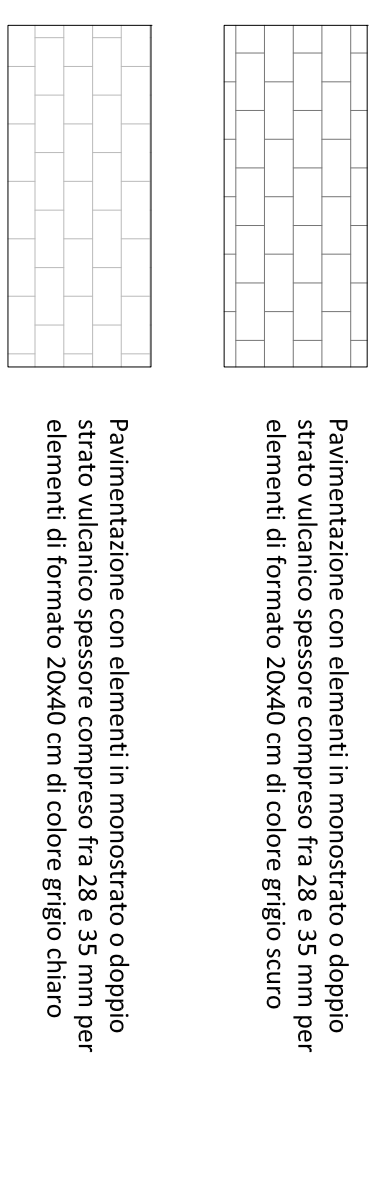 Pavimentazione con elementi in monostrato o doppio
strato vulcanico spessore compreso fra 28 e 35 mm per
elementi di formato 20x40 cm di colore grigio scuro
Pavimentazione con elementi in monostrato o doppio
strato vulcanico spessore compreso fra 28 e 35 mm per
elementi di formato 20x40 cm di colore grigio chiaro